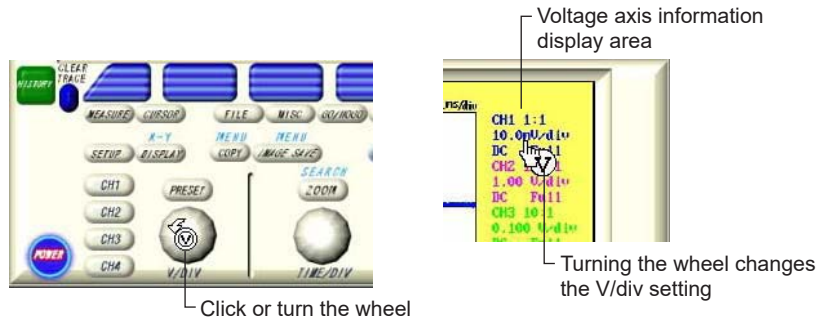 Voltage axis information
display area
CLEAR
TRACE
HISTORY
MEASURE CURSOR FILE MISC GO/NOGO
X-Y MENU MENU
SETUP DISPLAY COPY IMAGE SAVE
SEARCH
CH1 PRESET ZOOM
CH2
CH3
POWER
CH4
V
V/DIV TIME/DIV
Click or turn the wheel
ms/div
CH1 1:1
10.0mV/div
DC Full
CH2
1.00 V/div
DC Full
CH3 10:1
0.100 V/div
V
Turning the wheel changes
the V/div setting